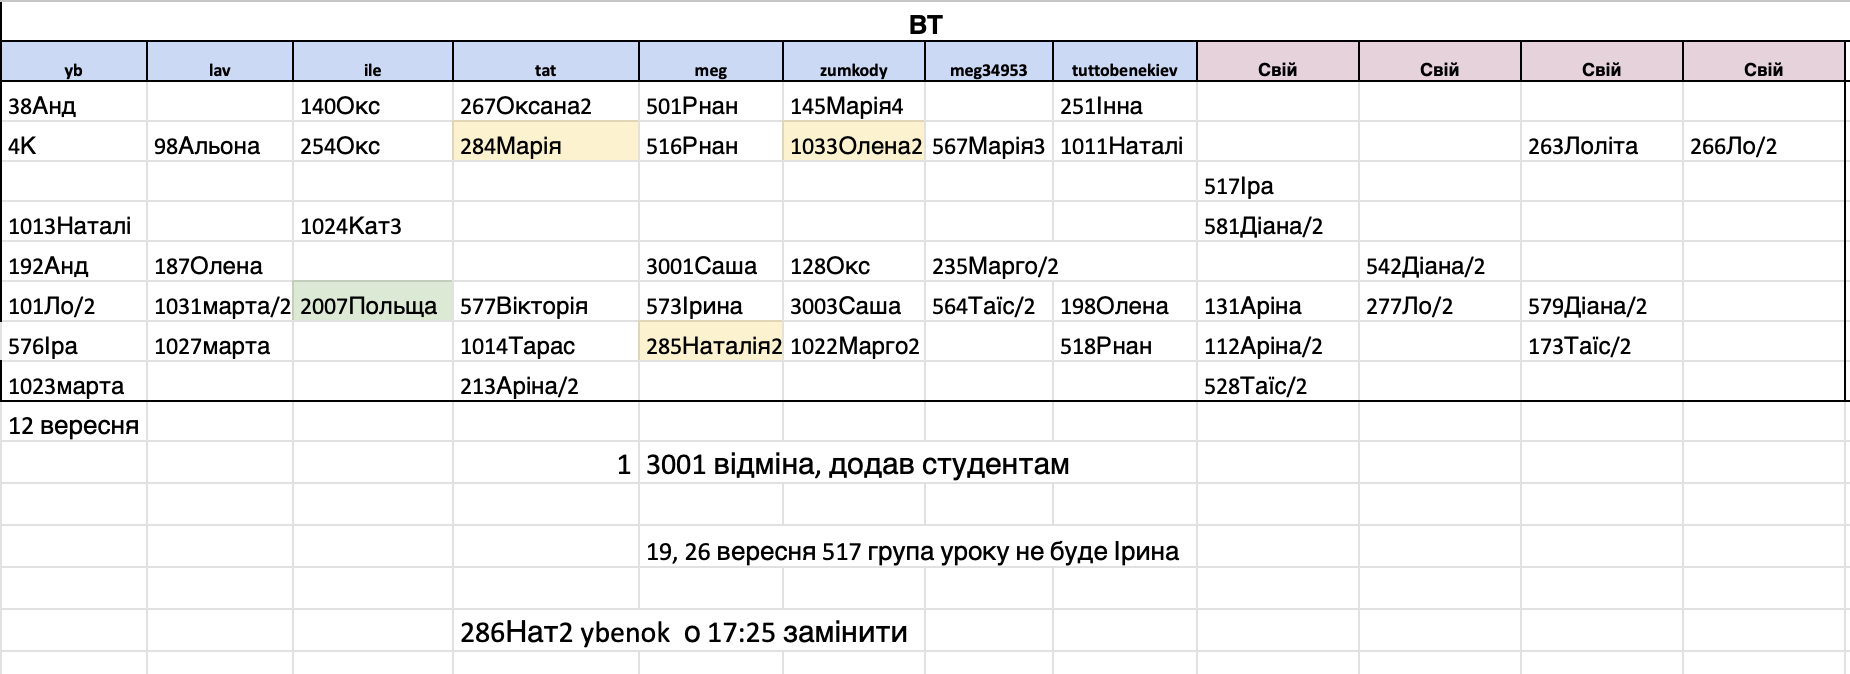 ВТ
yb lav ile tat meg zumkody meg34953 tuttobenekiev Свій Свій Свій Свій
38Анд 140Окс 267Оксана2 501Рнан 145Марія4 251Інна
4К 98Альона 254Окс 284Марія 516Рнан 1033Олена2 567Марія3 1011Наталі 263Лоліта 266Ло/2
517Іра
1013Наталі 1024Кат3 581Діана/2
192Анд 187Олена 3001Саша 128Окс 235Марго/2 542Діана/2
101Ло/2 1031марта/2 2007Польща 577Вікторія 573Ірина 3003Саша 564Таїс/2 198Олена 131Аріна 277Ло/2 579Діана/2
576Іра 1027марта 1014Тарас 285Наталія2 1022Марго2 518Рнан 112Аріна/2 173Таїс/2
1023марта 213Аріна/2 528Таїс/2
12 вересня
1 3001 відміна, додав студентам
19, 26 вересня 517 група уроку не буде Ірина
286Нат2 ybenok о 17:25 замінити